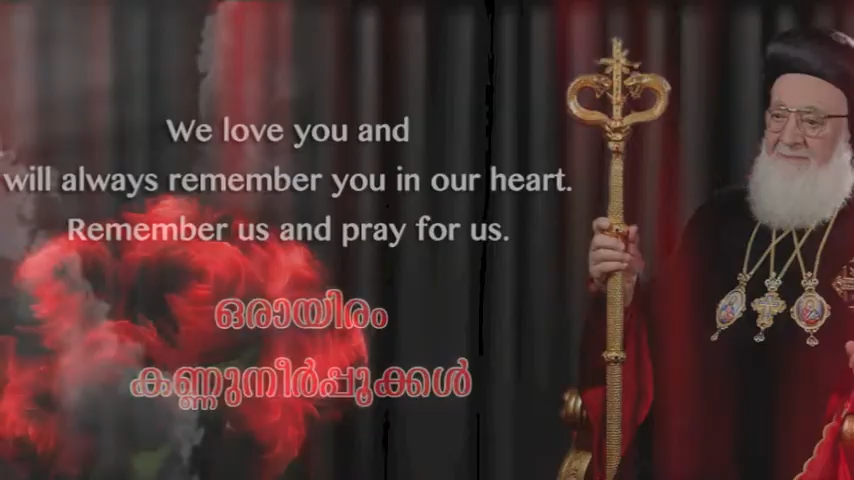 We love you and
will always remember you in our heart.
Remember us and pray for us.
ഒരായിരം
കണ്ണുനീർപ്പൂക്കൾ